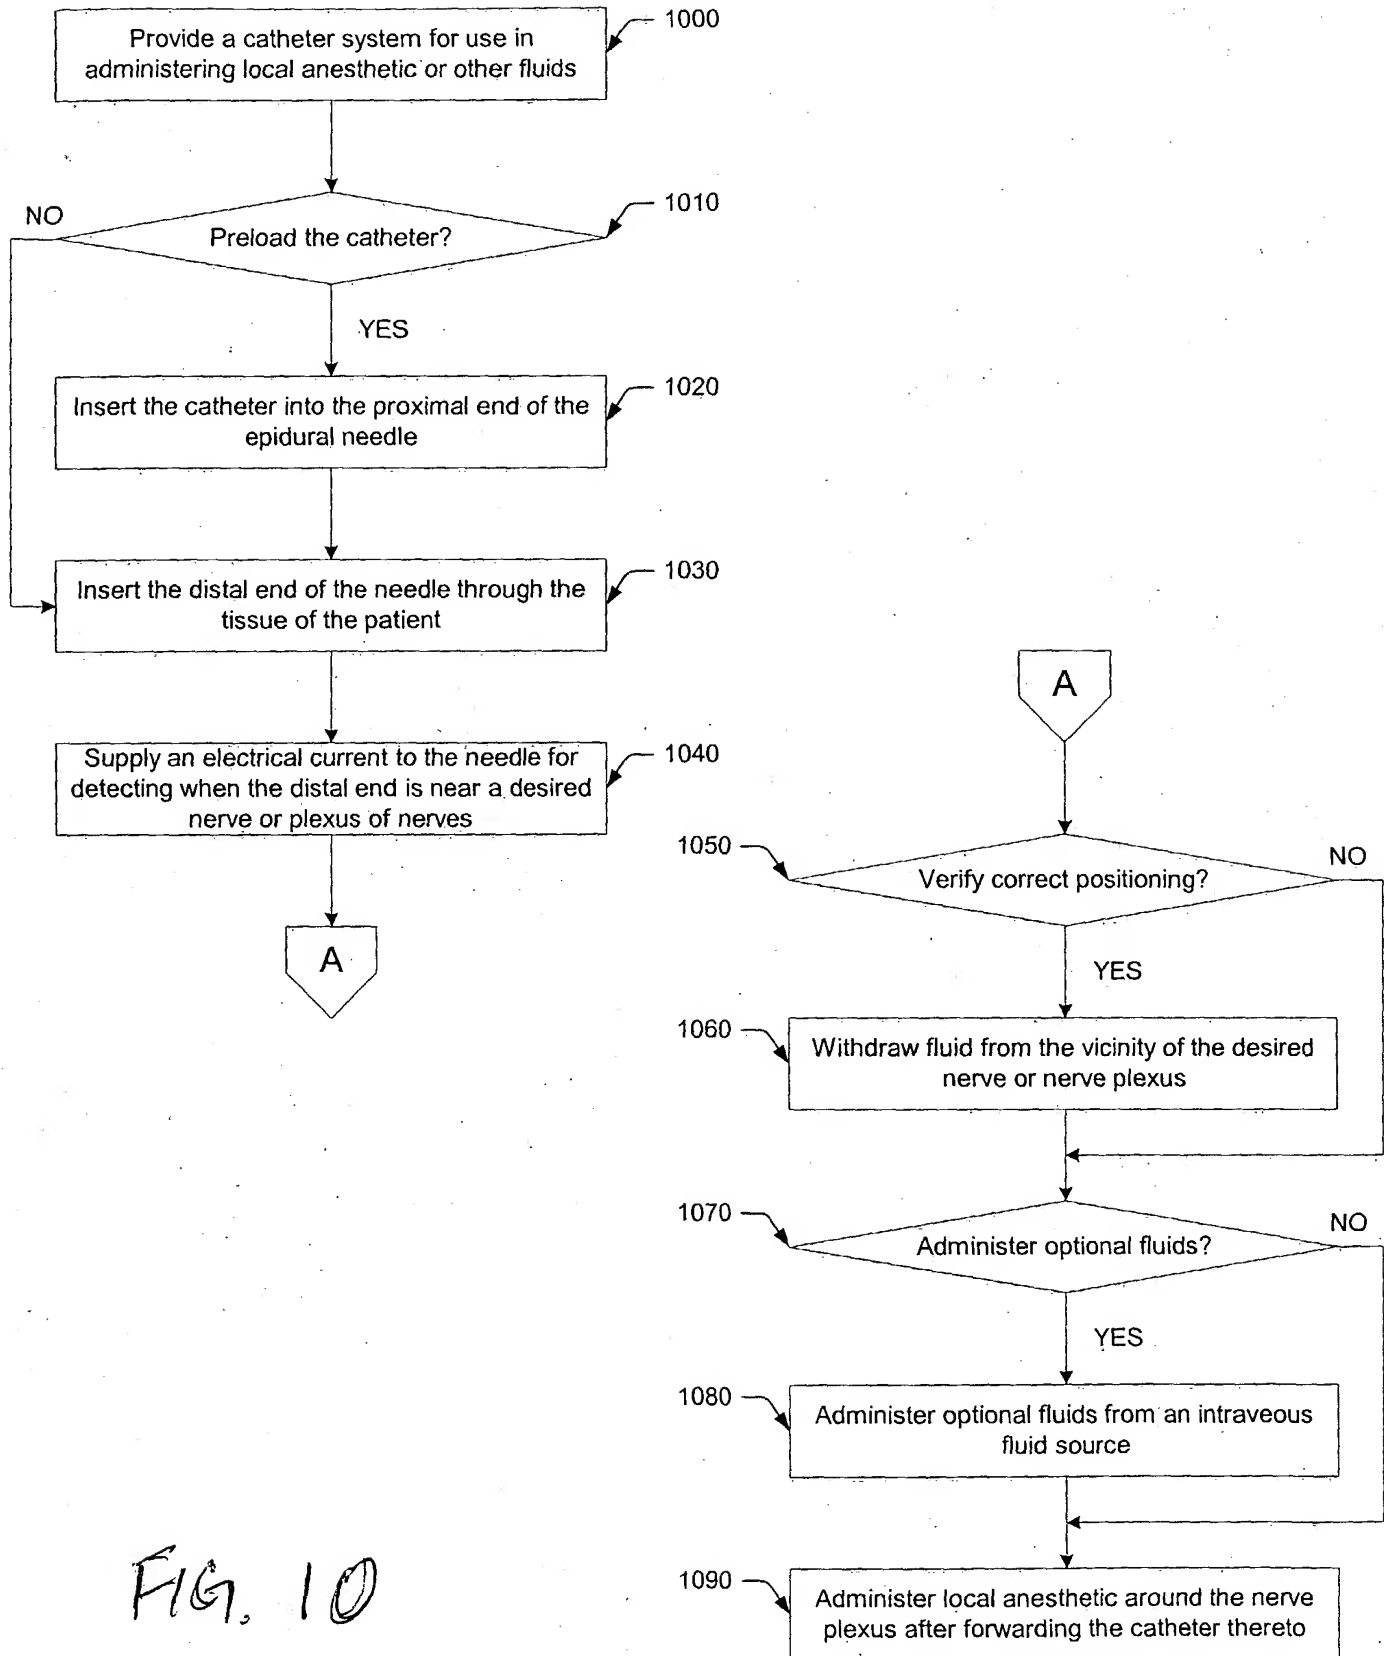 Provide a catheter system for use in
administering local anesthetic or other fluids
1000
Preload the catheter?
1010
NO
YES
Insert the catheter into the proximal end of the
epidural needle
1020
Insert the distal end of the needle through the
tissue of the patient
1030
Supply an electrical current to the needle for
detecting when the distal end is near a desired
nerve or plexus of nerves
1040
A
A
1050
Verify correct positioning?
NO
YES
1060
Withdraw fluid from the vicinity of the desired
nerve or nerve plexus
1070
Administer optional fluids?
NO
YES
1080
Administer optional fluids from an intraveous
fluid source
1090
Administer local anesthetic around the nerve
plexus after forwarding the catheter thereto
FIG. 10